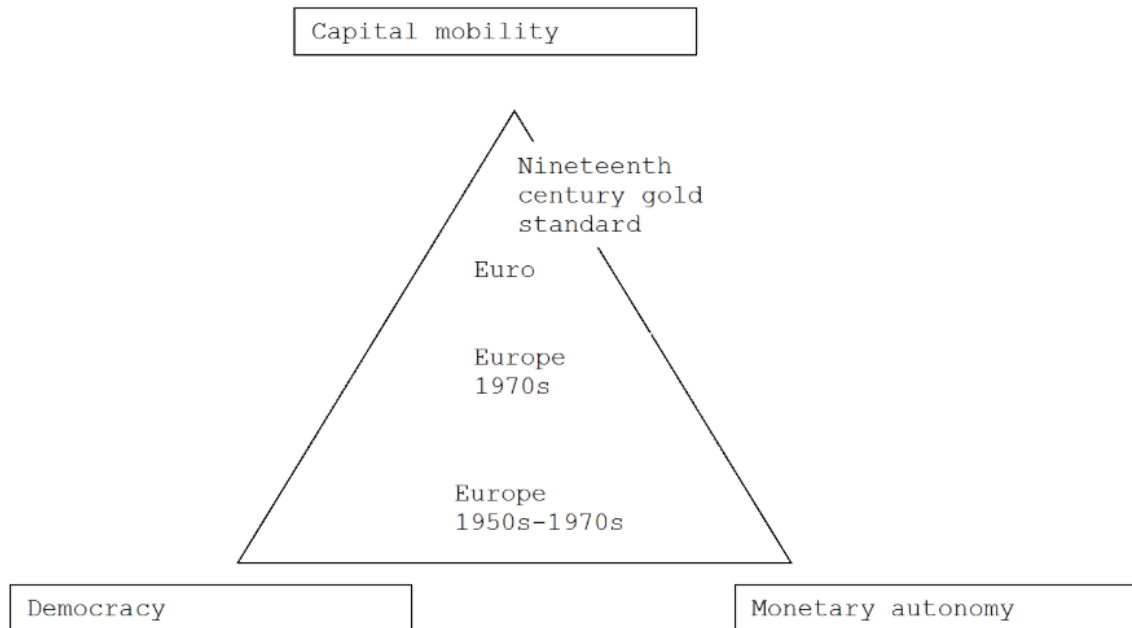 Capital mobility
Nineteenth
century gold
standard
Euro
Europe
1970s
Europe
1950s-1970s
Democracy
Monetary autonomy